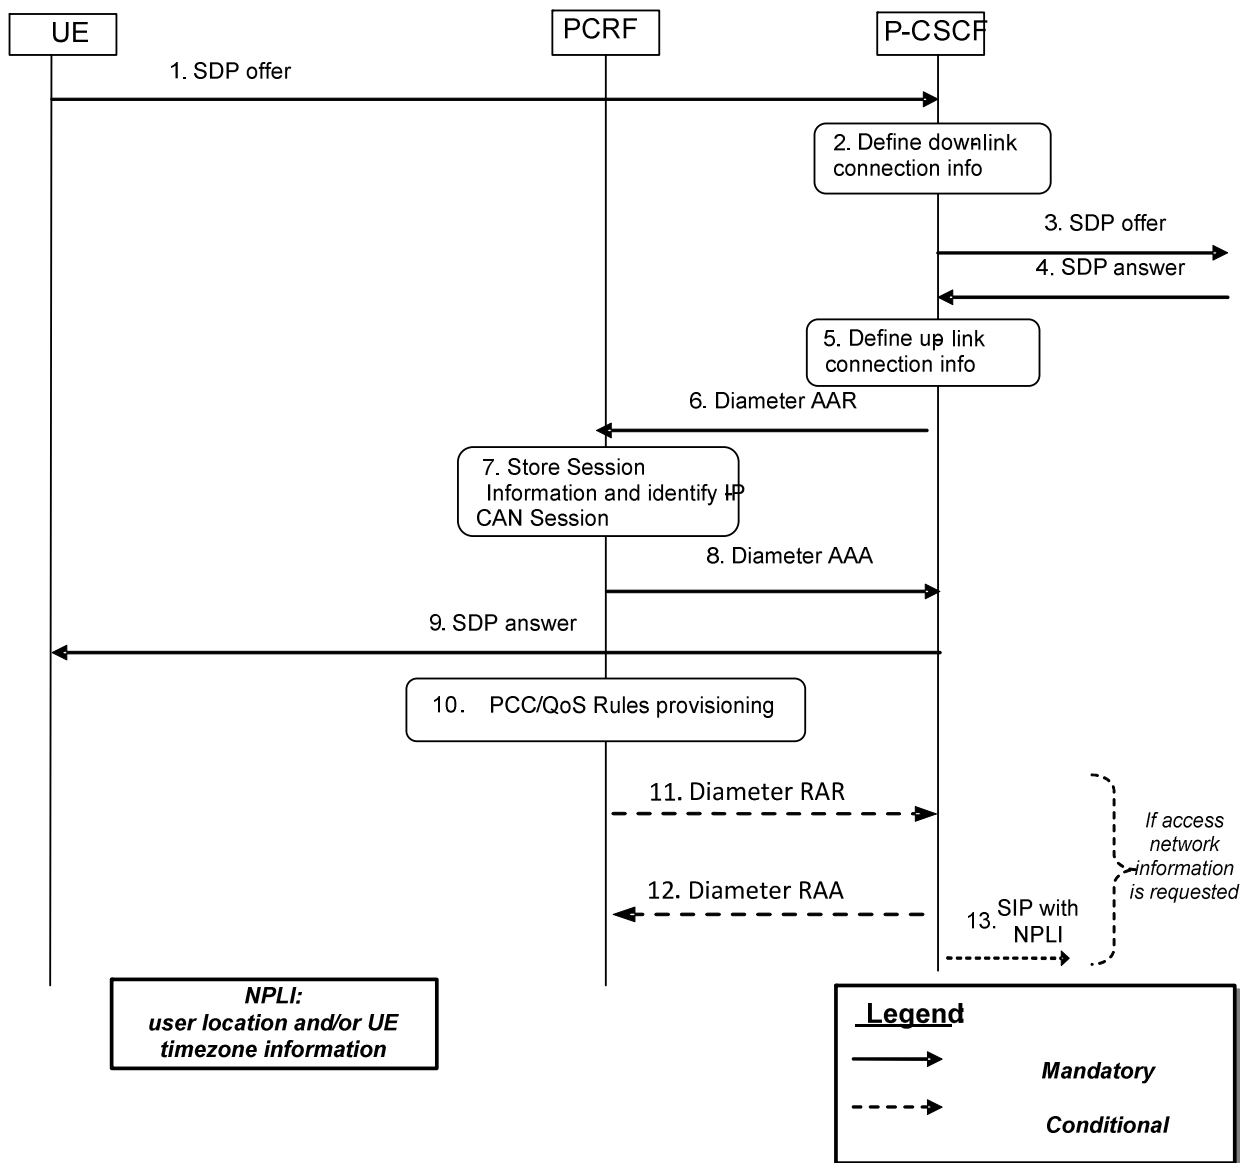 UE
PCRF
P-CSCF
1. SDP offer
2. Define downlink
connection info
3. SDP offer
4. SDP answer
5. Define up link
connection info
6. Diameter AAR
7. Store Session
Information and identify IP
CAN Session
8. Diameter AAA
9. SDP answer
10. PCC/QoS Rules provisioning
11. Diameter RAR
If access
network
information
is requested
12. Diameter RAA
13. SIP with
NPLI
NPLI:
user location and/or UE
timezone information
Legend:
Mandatory
Conditional